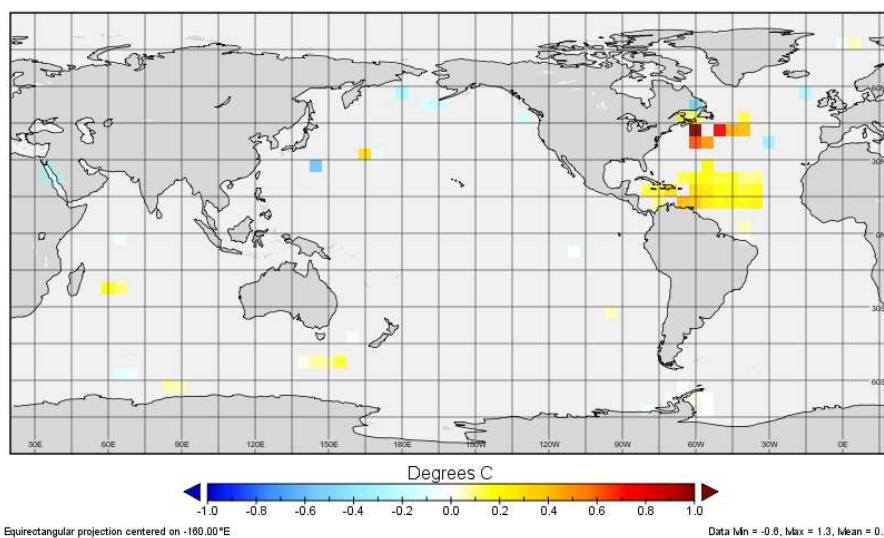 60N
30N
0N
30S
60S
30E 60E 90E 120E 150E 180E 150W 120W 90W 60W 30W 0E
Degrees C
-1.0 -0.8 -0.6 -0.4 -0.2 0.0 0.2 0.4 0.6 0.8 1.0
Equirectangular projection centered on -160.00°E
Data Min = -0.6, Max = 1.3, Mean = 0.